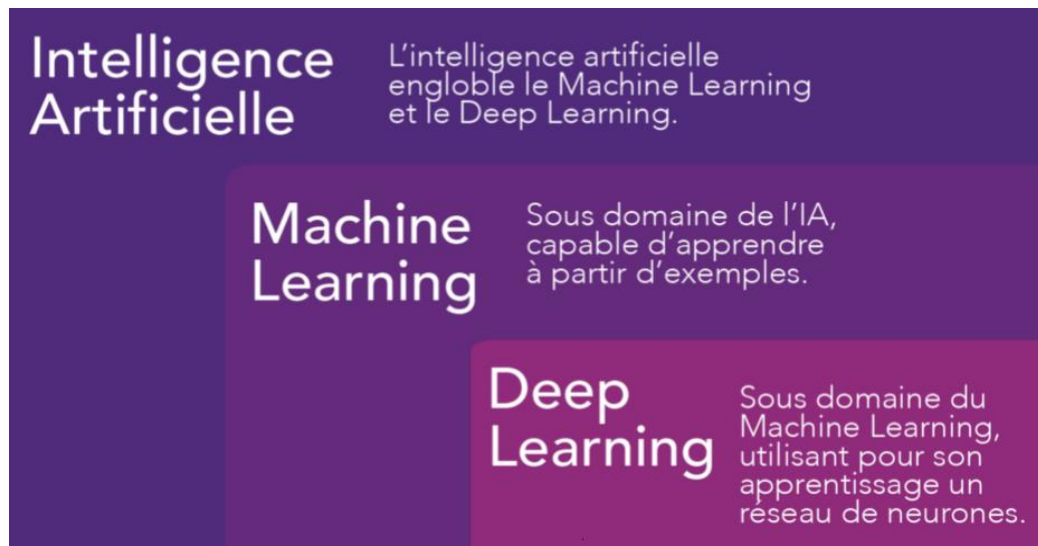 Intelligence
Artificielle
L'intelligence artificielle
englobe le Machine Learning
et le Deep Learning.
Machine
Learning
Sous domaine de l'IA,
capable d'apprendre
à partir d'exemples.
Deep
Learning
Sous domaine du
Machine Learning,
utilisant pour son
apprentissage un
réseau de neurones.